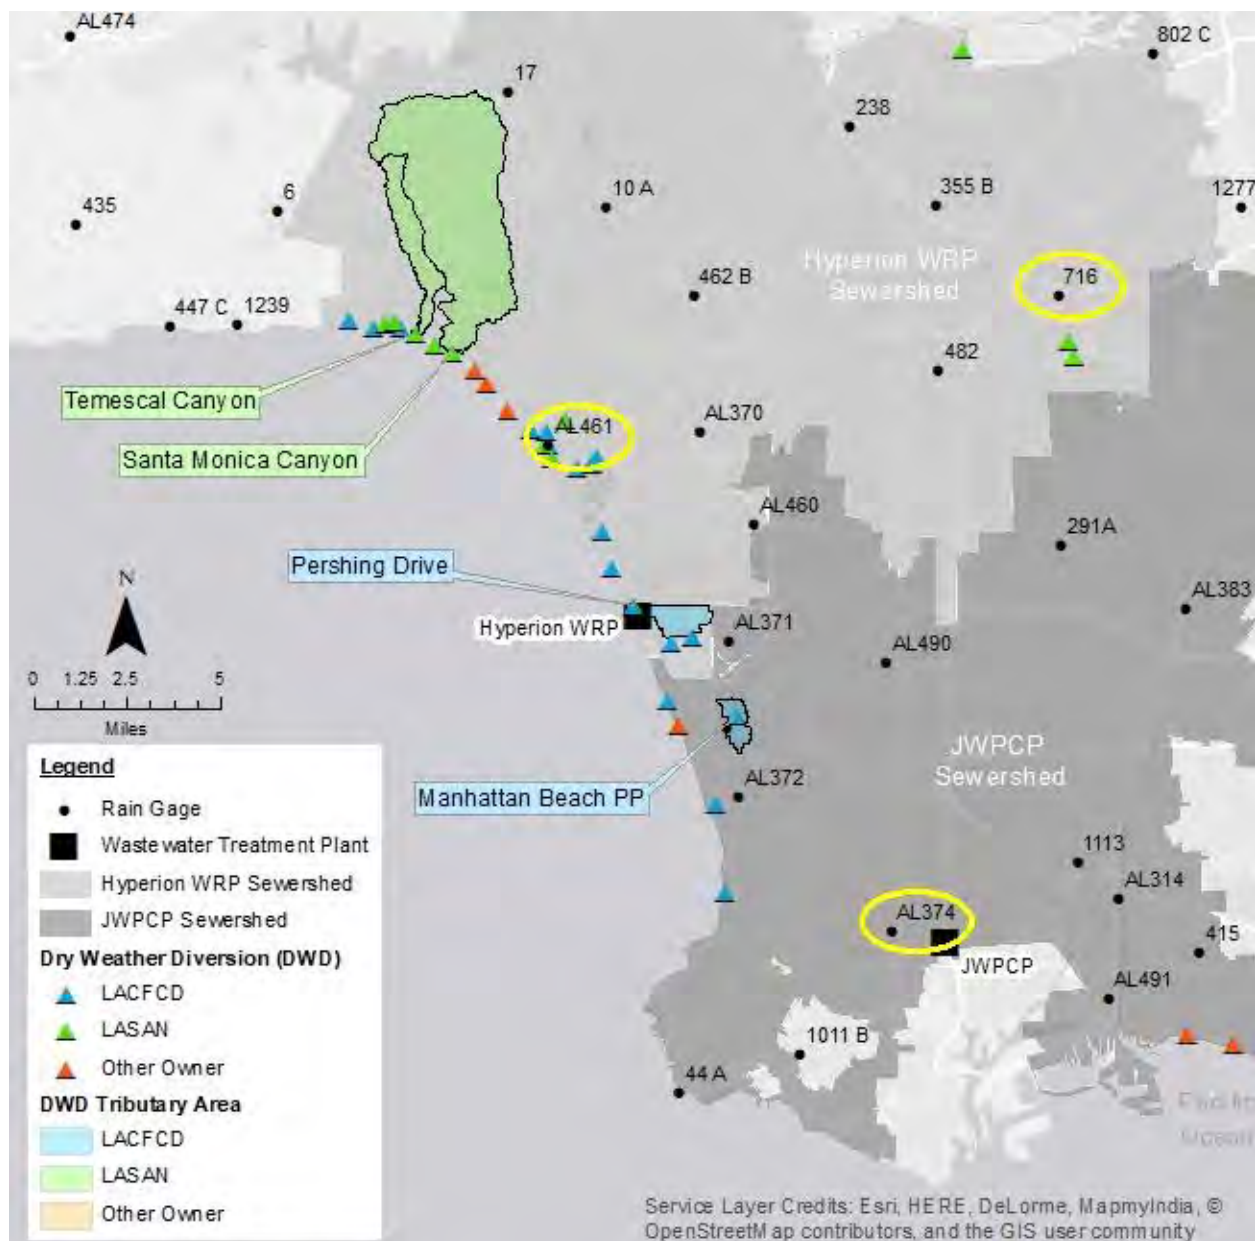 AL474
17
802 C
238
6
10 A
355 B
1277
435
Hyperion WRP
Sewershed
716
462 B
447 C
1239
482
Temescal Canyon
AL461
AL370
Santa Monica Canyon
AL460
291A
Pershing Drive
N
AL383
Hyperion WRP
AL371
AL490
0 1.25 2.5 5
Miles
JWPCP
Sewershed
Manhattan Beach PP
AL372
Legend
Rain Gage
Wastewater Treatment Plant
Hyperion WRP Sewershed
JWPCP Sewershed
Dry Weather Diversion (DWD)
LACFCD
LASAN
Other Owner
DWD Tributary Area
LACFCD
LASAN
Other Owner
1113
AL314
AL374
415
JWPCP
AL491
1011 B
44 A
Service Layer Credits: Esri, HERE, DeLorme, MapmyIndia, ©
OpenStreetMap contributors, and the GIS user community